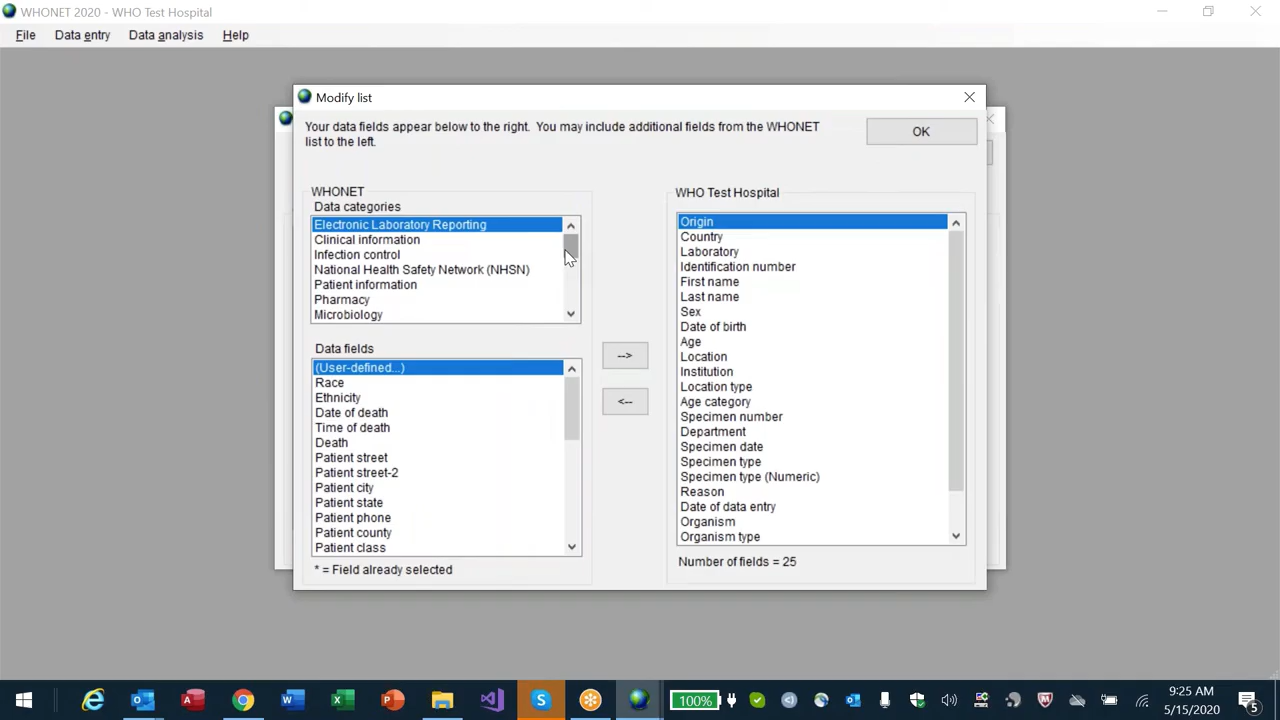 WHONET 2020 - WHO Test Hospital
File Data entry Data analysis Help
Modify list
Your data fields appear below to the right. You may include additional fields from the WHONET
list to the left.
OK
WHONET
Data categories
Electronic Laboratory Reporting
Clinical information
Infection control
National Health Safety Network (NHSN)
Patient information
Pharmacy
Microbiology
Data fields
(User-defined...)
Race
Ethnicity
Date of death
Time of death
Death
Patient street
Patient street-2
Patient city
Patient state
Patient phone
Patient county
Patient class
* = Field already selected
-->
<--
WHO Test Hospital
Origin
Country
Laboratory
Identification number
First name
Last name
Sex
Date of birth
Age
Location
Institution
Location type
Age category
Specimen number
Department
Specimen date
Specimen type
Specimen type (Numeric)
Reason
Date of data entry
Organism
Organism type
Number of fields = 25
100%
9:25 AM
5/15/2020
5